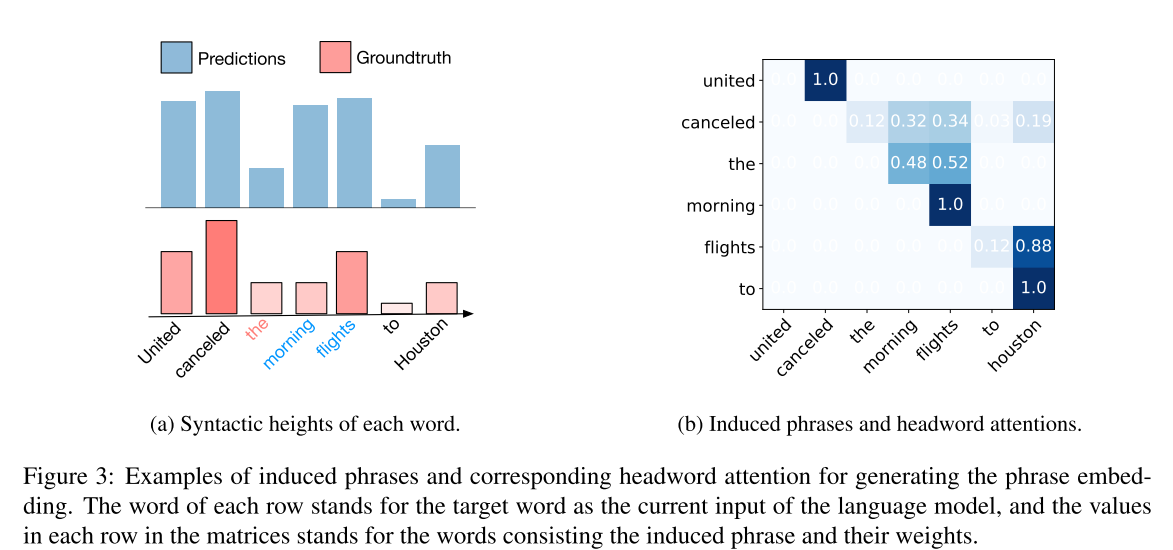 Predictions Groundtruth
United canceled the morning flights to Houston
(a) Syntactic heights of each word.
united 0.0 1.0 0.0 0.0 0.0 0.0 0.0
canceled 0.0 0.0 0.12 0.32 0.34 0.03 0.19
the 0.0 0.0 0.0 0.48 0.52 0.0 0.0
morning 0.0 0.0 0.0 0.0 1.0 0.0 0.0
flights 0.0 0.0 0.0 0.0 0.0 0.12 0.88
to 0.0 0.0 0.0 0.0 0.0 0.0 1.0
united canceled the morning flights to houston
(b) Induced phrases and headword attentions.
Figure 3: Examples of induced phrases and corresponding headword attention for generating the phrase embed-
ding. The word of each row stands for the target word as the current input of the language model, and the values
in each row in the matrices stands for the words consisting the induced phrase and their weights.